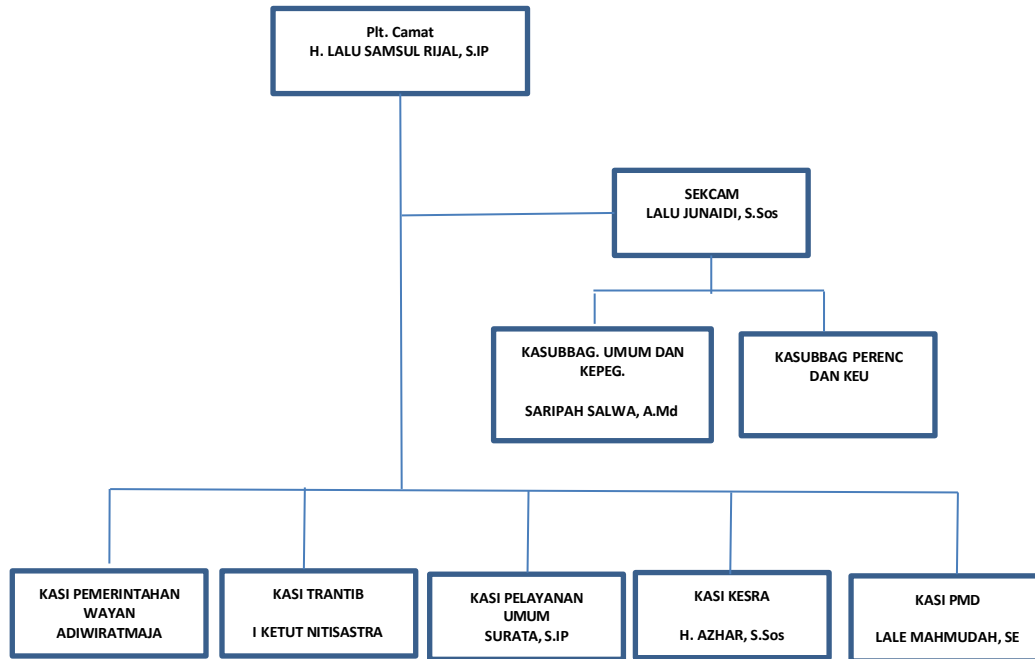 Plt. Camat
H. LALU SAMSUL RIJAL, S.IP
SEKCAM
LALU JUNAIDI, S.Sos
KASUBBAG. UMUM DAN
KEPEG.
SARIPAH SALWA, A.Md
KASUBBAG PERENC
DAN KEU
KASI PEMERINTAHAN
WAYAN
ADIWIRATMAJA
KASI TRANTIB
I KETUT NITISASTRA
KASI PELAYANAN
UMUM
SURATA, S.IP
KASI KESRA
H. AZHAR, S.Sos
KASI PMD
LALE MAHMUDAH, SE